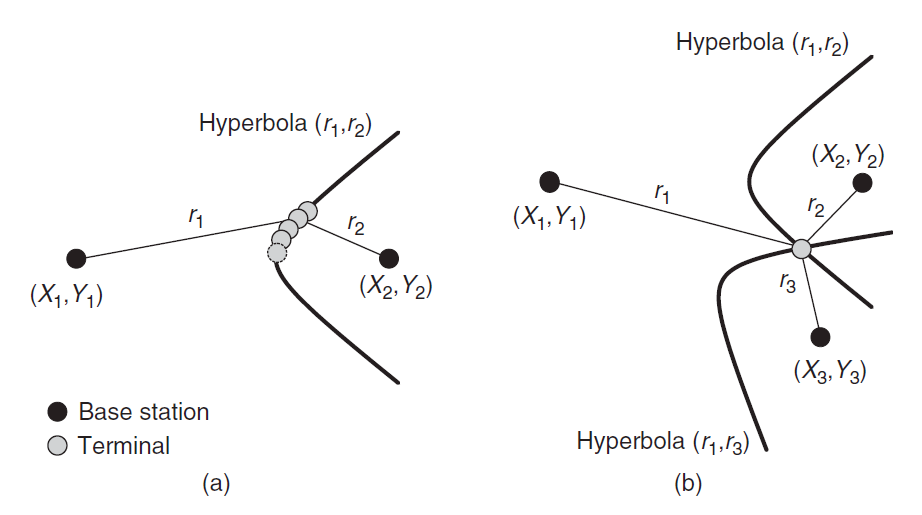 Hyperbola (r₁,r₂)
r₁
r₂
(X₁,Y₁)
(X₂,Y₂)
Base station
Terminal
(a)
Hyperbola (r₁,r₂)
(X₂,Y₂)
r₁
(X₁,Y₁)
r₂
r₃
(X₃,Y₃)
Hyperbola (r₁,r₃)
(b)